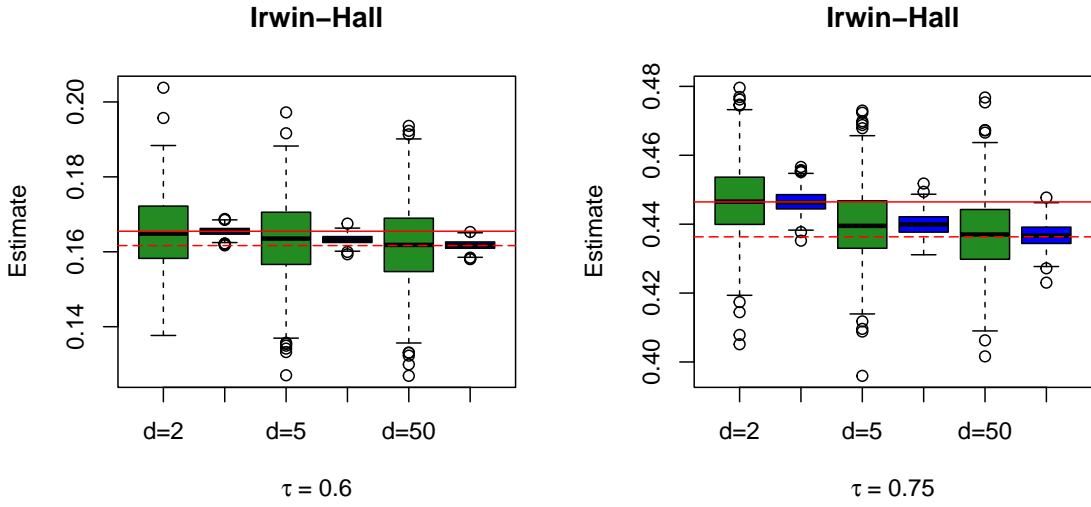 Irwin−Hall
Estimate
0.20
0.18
0.16
0.14
d=2
d=5
d=50
τ = 0.6
Irwin−Hall
Estimate
0.48
0.46
0.44
0.42
0.40
d=2
d=5
d=50
τ = 0.75